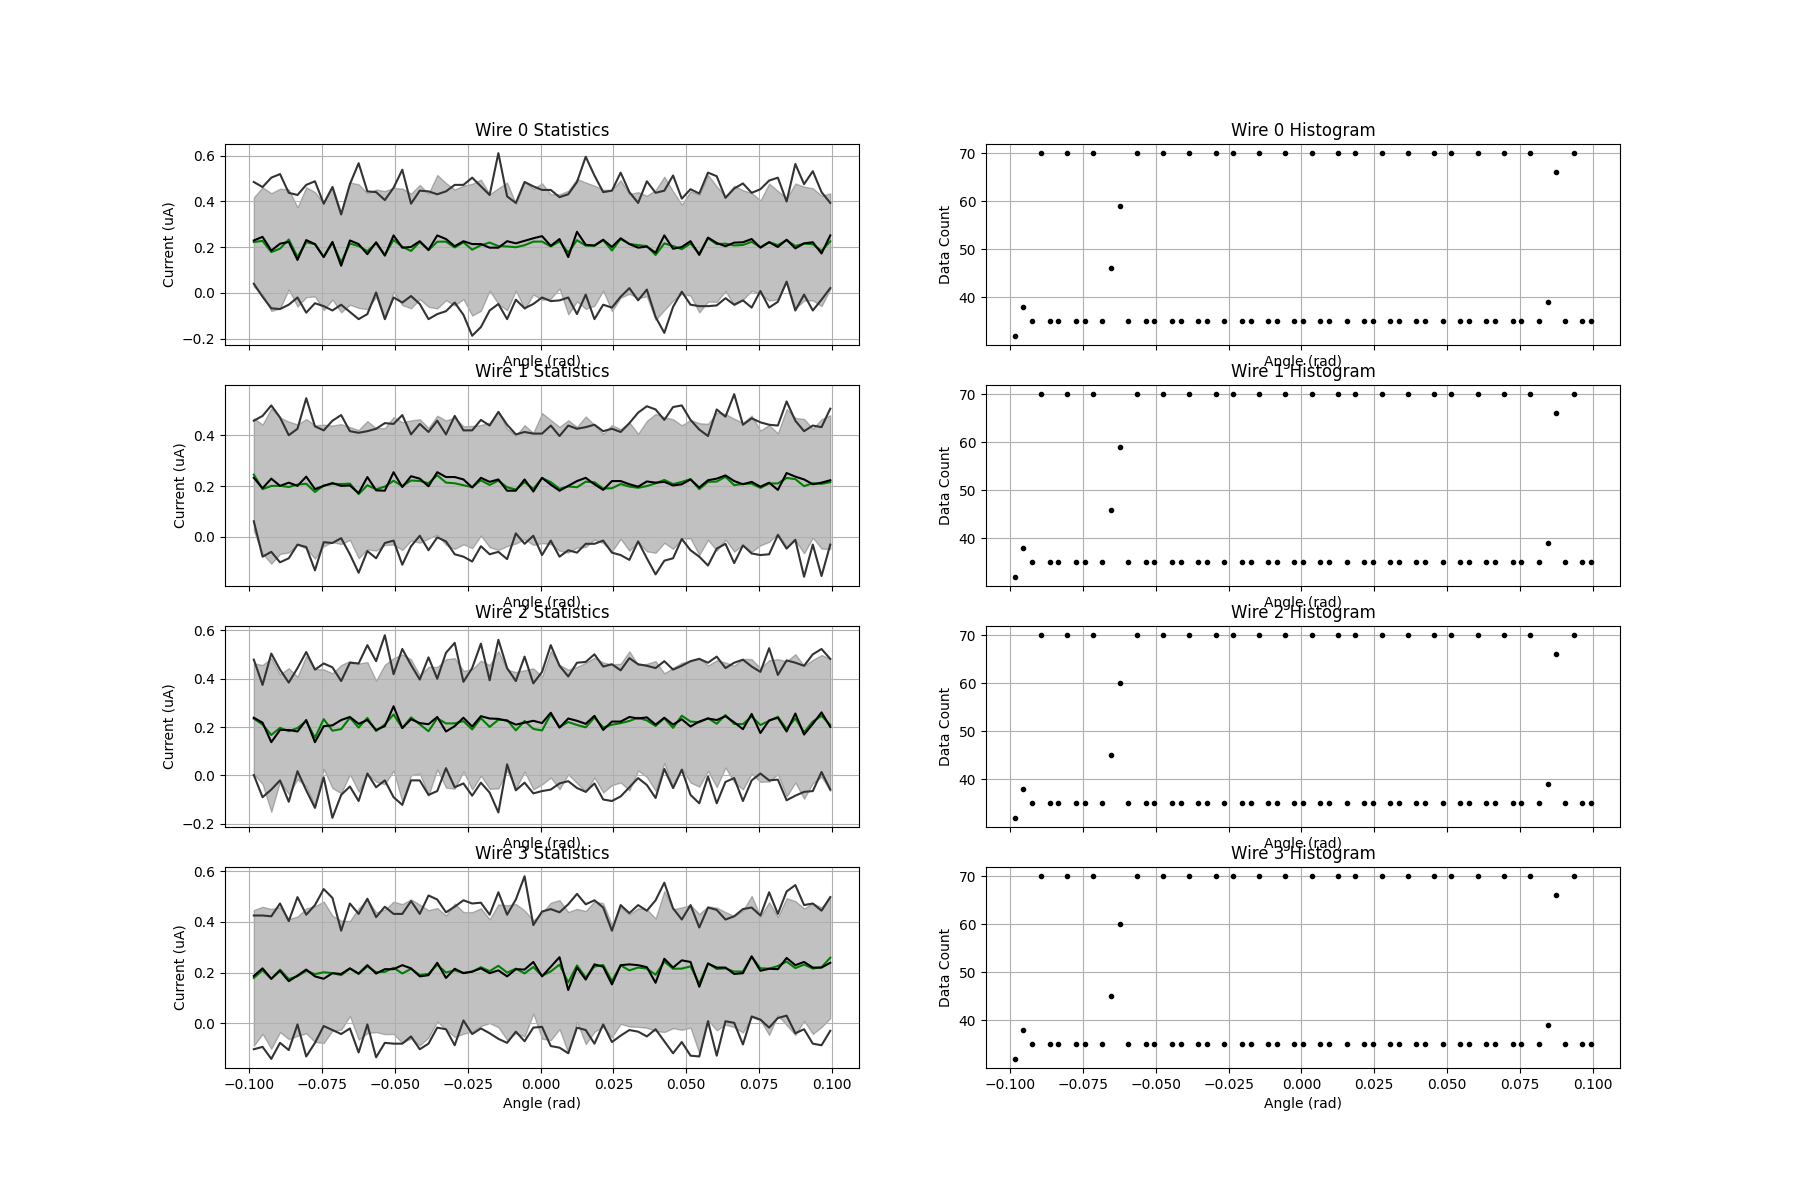 Wire 0 Statistics
0.6
0.4
0.2
0.0
−0.2
Current (uA)
Angle (rad)
Wire 0 Histogram
70
60
50
40
Data Count
Angle (rad)
Wire 1 Statistics
0.4
0.2
0.0
Current (uA)
Angle (rad)
Wire 1 Histogram
70
60
50
40
Data Count
Angle (rad)
Wire 2 Statistics
0.6
0.4
0.2
0.0
−0.2
Current (uA)
Angle (rad)
Wire 2 Histogram
70
60
50
40
Data Count
Angle (rad)
Wire 3 Statistics
0.6
0.4
0.2
0.0
Current (uA)
−0.100 −0.075 −0.050 −0.025 0.000 0.025 0.050 0.075 0.100
Angle (rad)
Wire 3 Histogram
70
60
50
40
Data Count
−0.100 −0.075 −0.050 −0.025 0.000 0.025 0.050 0.075 0.100
Angle (rad)